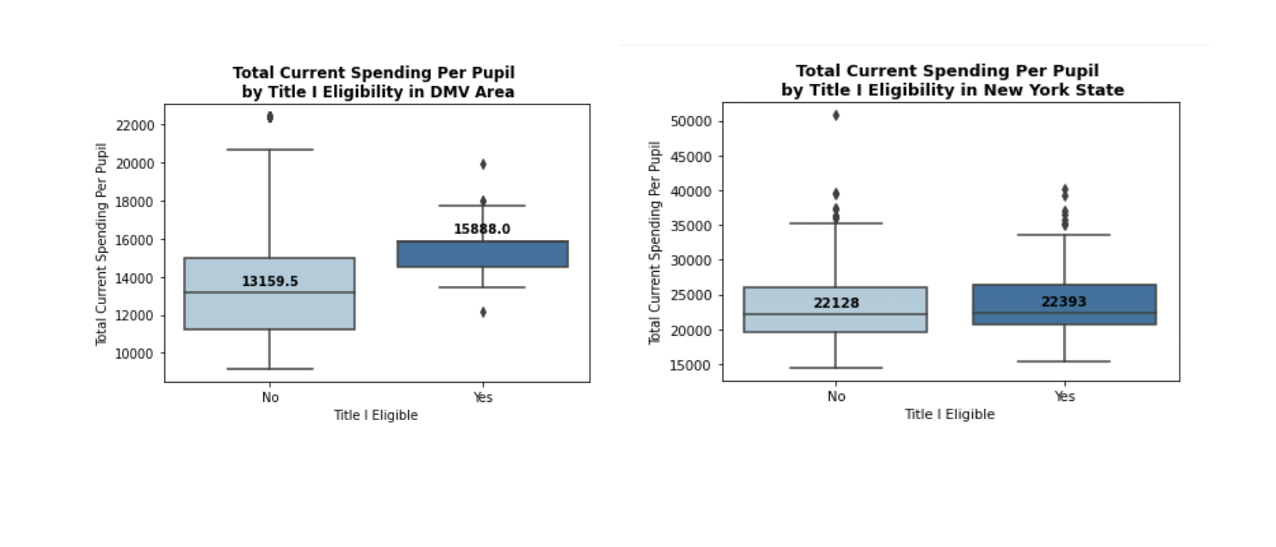 Total Current Spending Per Pupil
by Title I Eligibility in DMV Area
Total Current Spending Per Pupil
22000
20000
18000
16000
14000
12000
10000
13159.5
15888.0
No
Yes
Title I Eligible
Total Current Spending Per Pupil
by Title I Eligibility in New York State
Total Current Spending Per Pupil
50000
45000
40000
35000
30000
25000
20000
15000
22128
22393
No
Yes
Title I Eligible